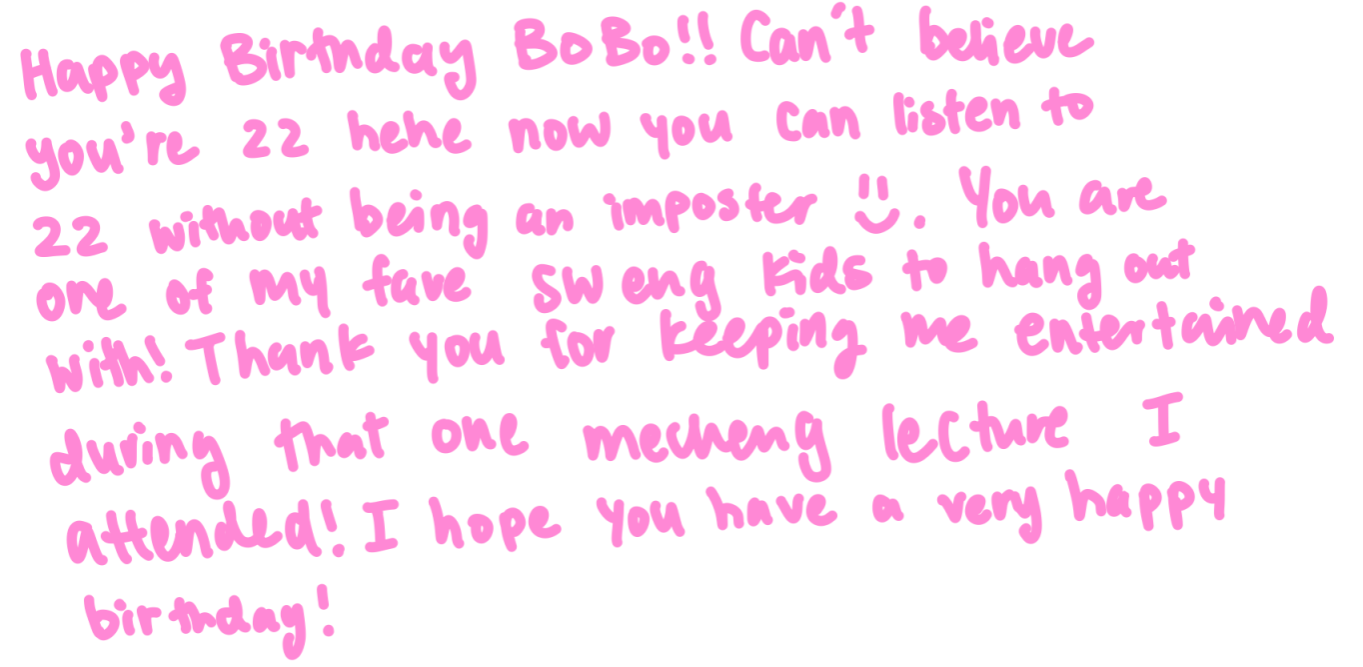 Happy Birthday BoBo!! Can't believe
you're 22 hehe now you can listen to
22 without being an imposter :). You are
one of my fave sweng kids to hang out
with! Thank you for keeping me entertained
during that one mecheng lecture I
attended! I hope you have a very happy
birthday!